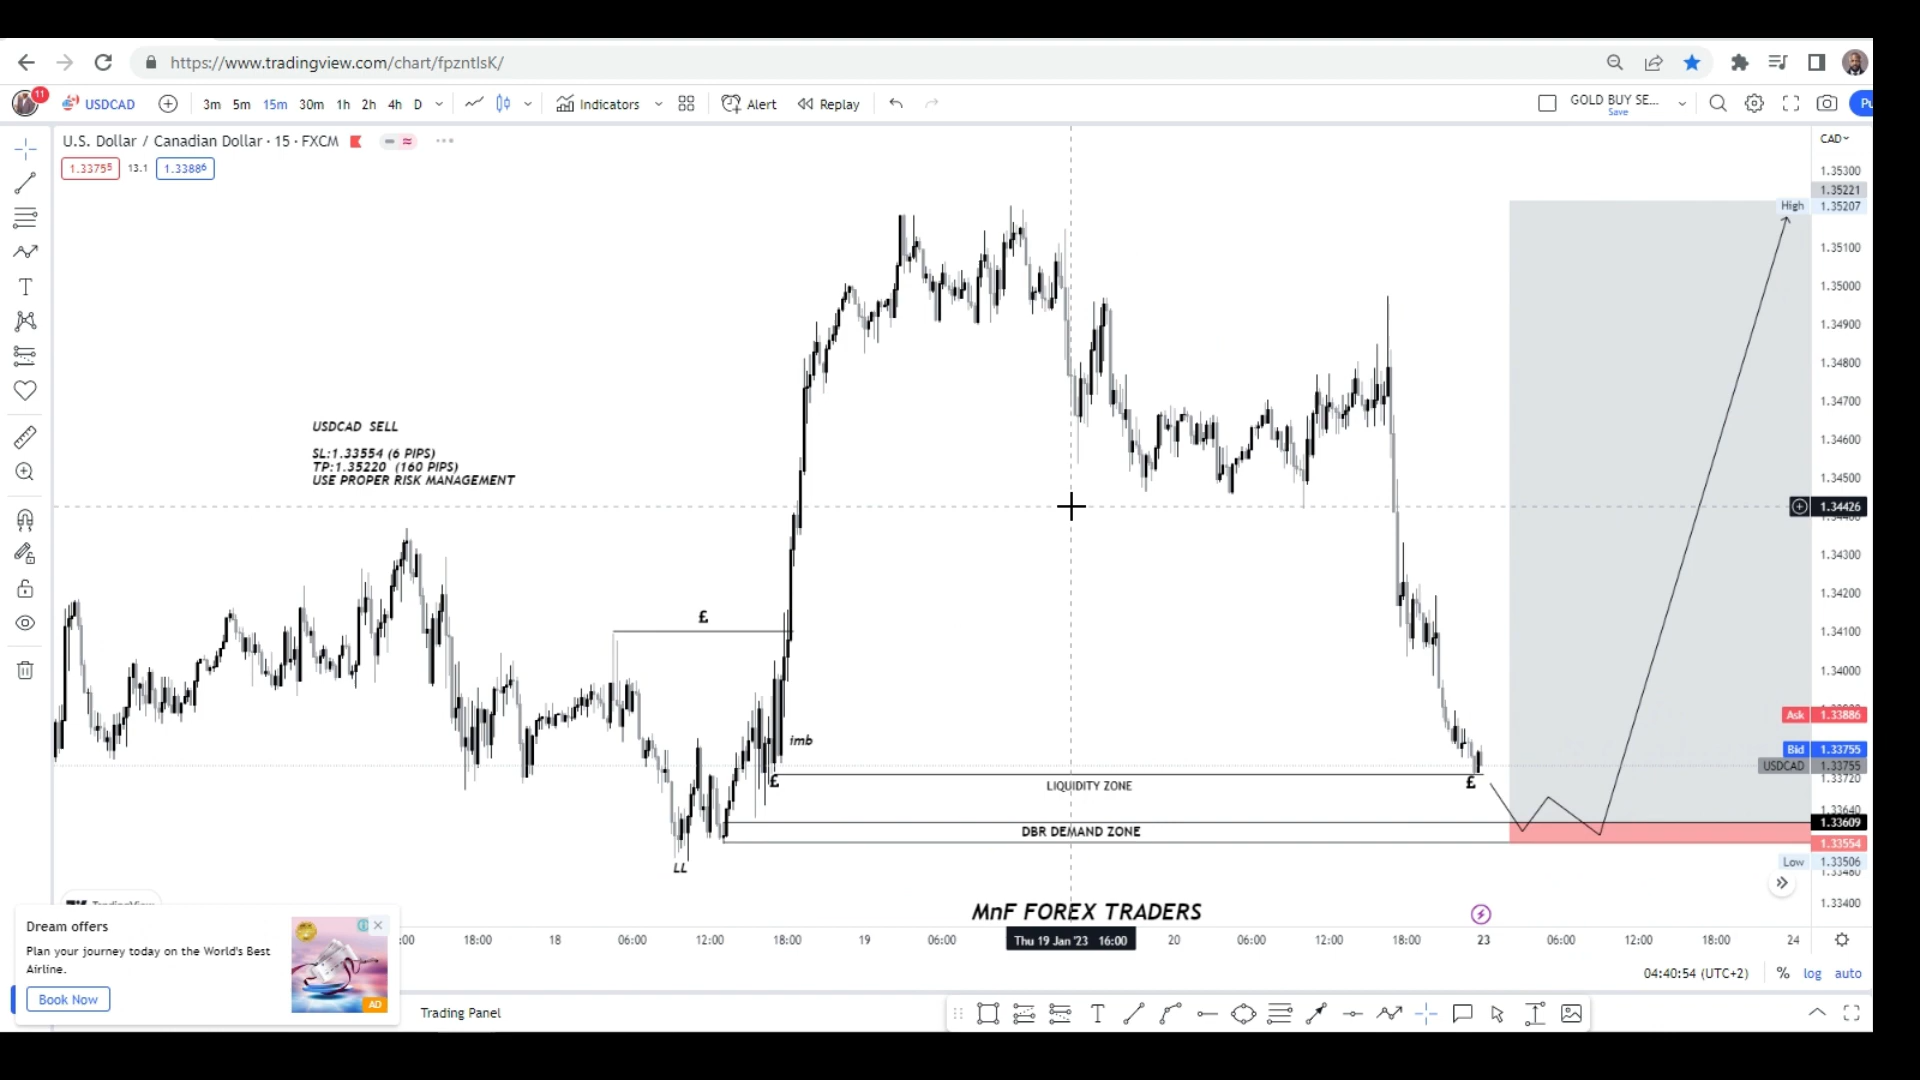 https://www.tradingview.com/chart/fpzntlsK/
11
USDCAD
3m 5m 15m 30m 1h 2h 4h D
Indicators
Alert
Replay
GOLD BUY SE...
Save
U.S. Dollar / Canadian Dollar · 15 · FXCM
CAD
1.33755 13.1 1.33886
1.35300
1.35221
High 1.35207
1.35100
1.35000
1.34900
1.34800
1.34700
USDCAD SELL
1.34600
SL:1.33554 (6 PIPS)
TP:1.35220 (160 PIPS)
USE PROPER RISK MANAGEMENT
1.34500
1.34426
1.34300
1.34200
£
1.34100
1.34000
Ask 1.33886
imb
Bid 1.33755
USDCAD 1.33755
1.33720
£
LIQUIDITY ZONE
£
1.33640
1.33609
DBR DEMAND ZONE
1.33554
Low 1.33506
LL
1.33400
MnF FOREX TRADERS
Dream offers
Plan your journey today on the World's Best
Airline.
Book Now
AD
:00 18:00 18 06:00 12:00 18:00 19 06:00 Thu 19 Jan '23 16:00 20 06:00 12:00 18:00 23 06:00 12:00 18:00 24
04:40:54 (UTC+2) % log auto
Trading Panel